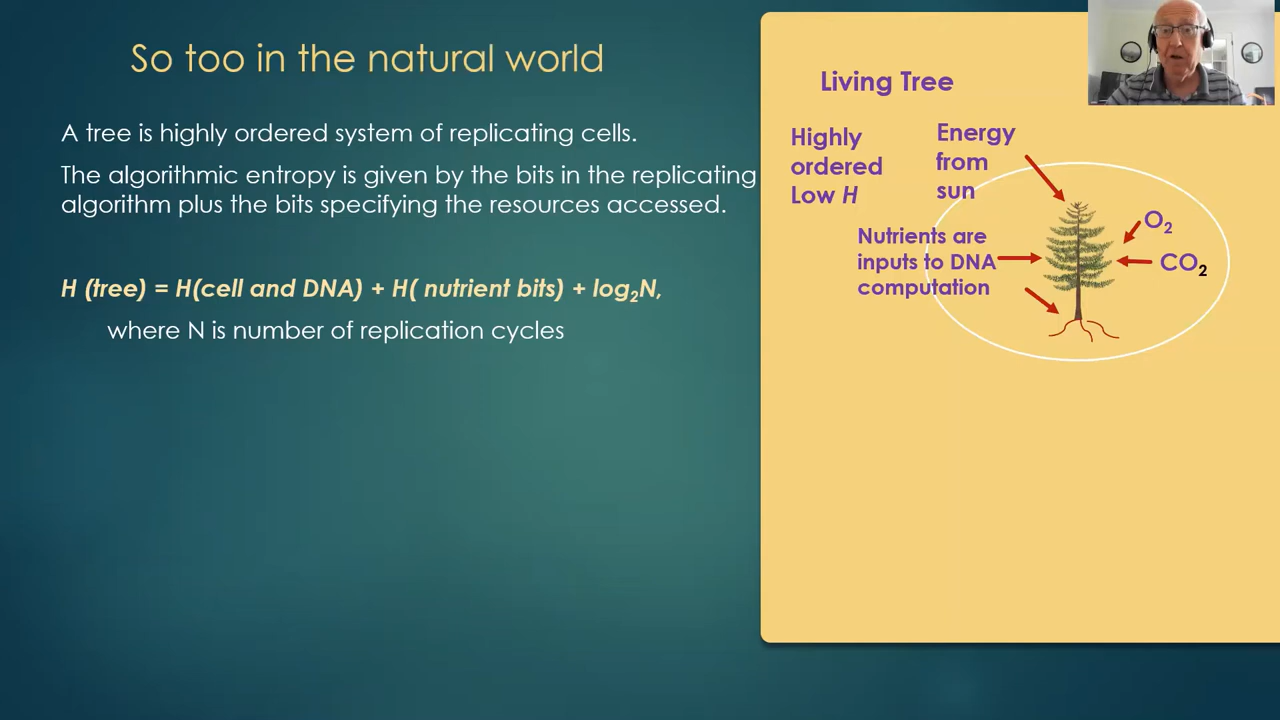 So too in the natural world
A tree is highly ordered system of replicating cells.
The algorithmic entropy is given by the bits in the replicating
algorithm plus the bits specifying the resources accessed.
H (tree) = H(cell and DNA) + H( nutrient bits) + log₂N,
where N is number of replication cycles
Living Tree
Highly
ordered
Low H
Energy
from
sun
Nutrients are
inputs to DNA
computation
O₂
CO₂